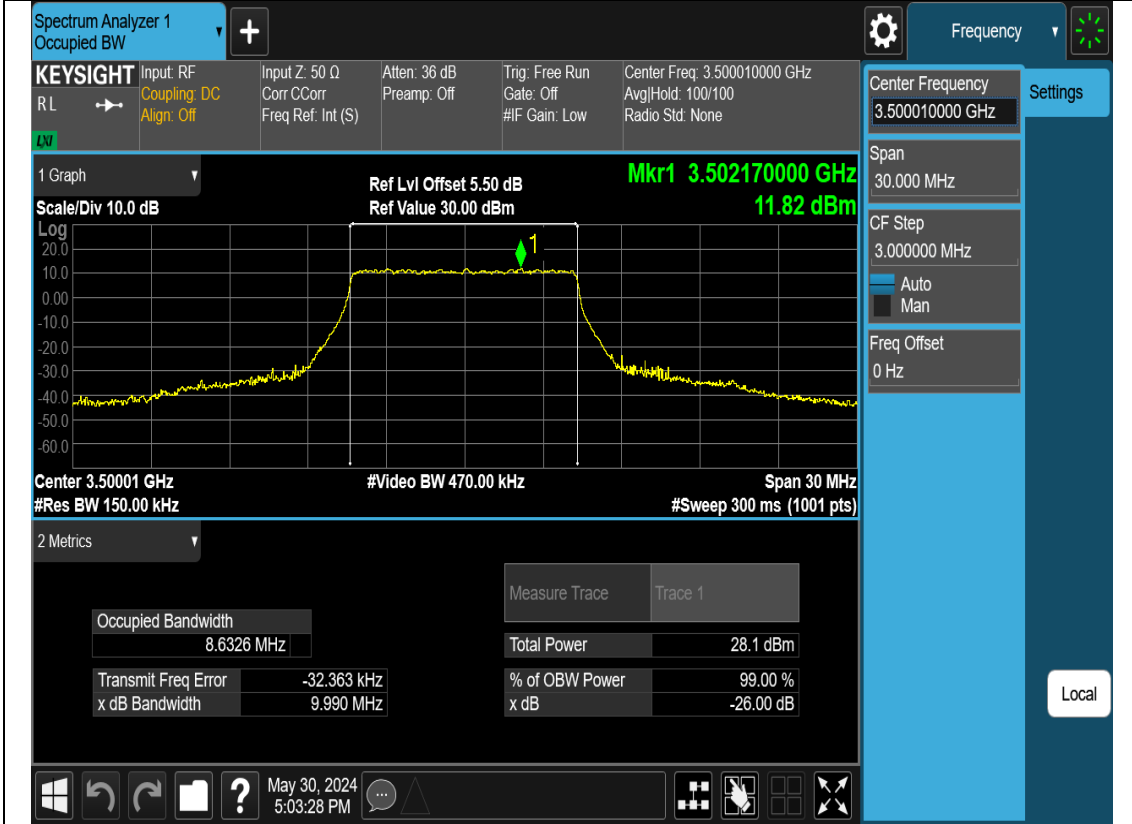 Spectrum Analyzer 1
Occupied BW
+
Frequency
KEYSIGHT
RL
LXI
Input: RF
Coupling: DC
Align: Off
Input Z: 50 Ω
Corr CCorr
Freq Ref: Int (S)
Atten: 36 dB
Preamp: Off
Trig: Free Run
Gate: Off
#IF Gain: Low
Center Freq: 3.500010000 GHz
Avg|Hold: 100/100
Radio Std: None
Center Frequency
3.500010000 GHz
Settings
Span
30.000 MHz
CF Step
3.000000 MHz
Auto
Man
Freq Offset
0 Hz
Local
1 Graph
Ref Lvl Offset 5.50 dB
Mkr1 3.502170000 GHz
Scale/Div 10.0 dB
Ref Value 30.00 dBm
11.82 dBm
Log
1
20.0
10.0
0.00
-10.0
-20.0
-30.0
-40.0
-50.0
-60.0
Center 3.50001 GHz
#Video BW 470.00 kHz
Span 30 MHz
#Res BW 150.00 kHz
#Sweep 300 ms (1001 pts)
2 Metrics
Measure Trace
Trace 1
Occupied Bandwidth
8.6326 MHz
Total Power
28.1 dBm
Transmit Freq Error
-32.363 kHz
% of OBW Power
99.00 %
x dB Bandwidth
9.990 MHz
x dB
-26.00 dB
?
May 30, 2024
5:03:28 PM